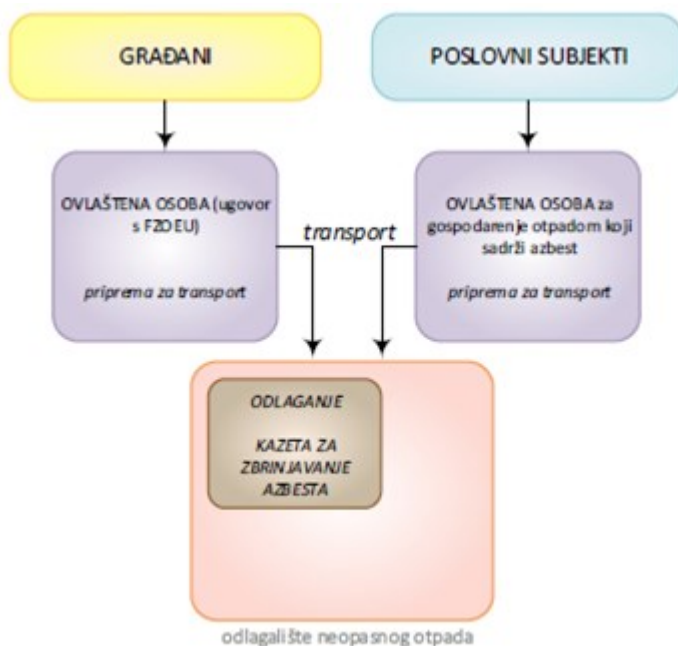 GRAĐANI
POSLOVNI SUBJEKTI
OVLAŠTENA OSOBA (ugovor
s FZOEU)
priprema za transport
transport
OVLAŠTENA OSOBA za
gospodarenje otpadom koji
sadrži azbest
priprema za transport
ODLAGANJE
KAZETA ZA
ZBRINJAVANJE
AZBESTA
odlagalište neopasnog otpada